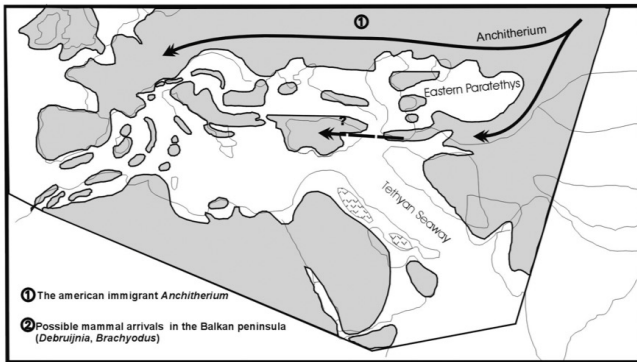 ①
Anchitherium
Eastern Paratethys
?
Tethyan Seaway
① The american immigrant Anchitherium
② Possible mammal arrivals in the Balkan peninsula
(Debruijnia, Brachyodus)